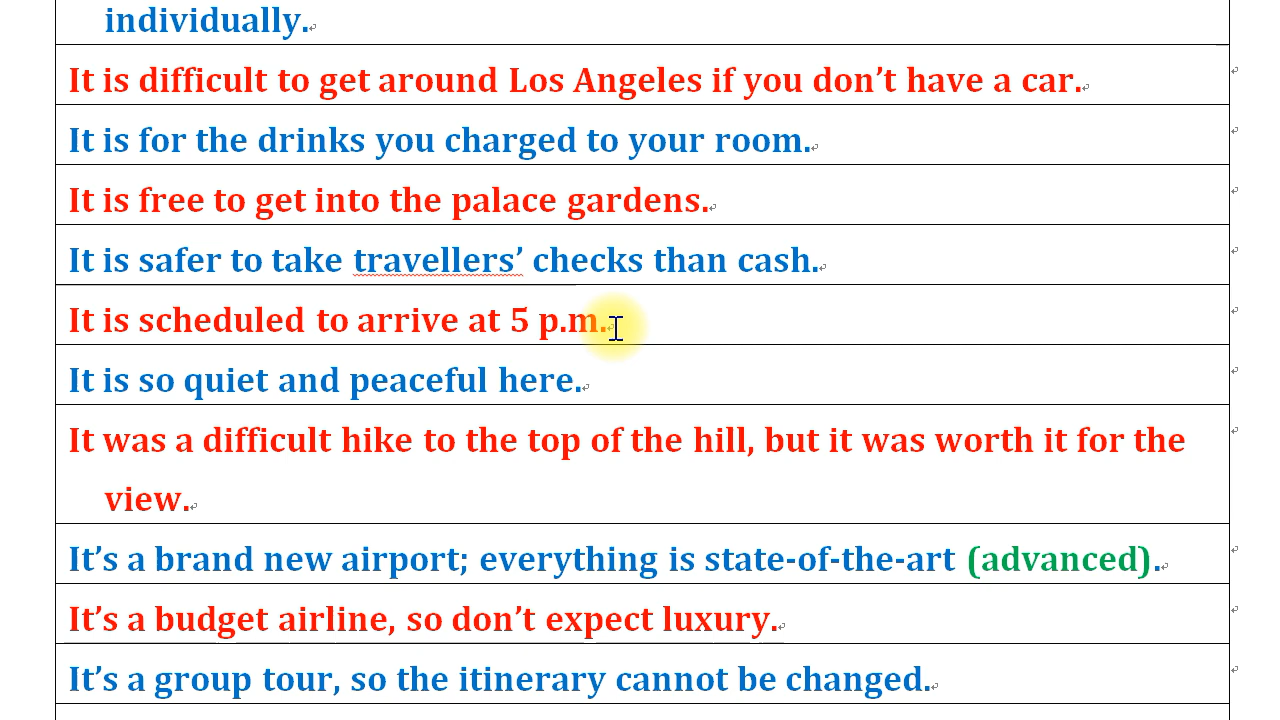 individually.
It is difficult to get around Los Angeles if you don’t have a car.
It is for the drinks you charged to your room.
It is free to get into the palace gardens.
It is safer to take travellers’ checks than cash.
It is scheduled to arrive at 5 p.m.
It is so quiet and peaceful here.
It was a difficult hike to the top of the hill, but it was worth it for the
view.
It’s a brand new airport; everything is state-of-the-art (advanced).
It’s a budget airline, so don’t expect luxury.
It’s a group tour, so the itinerary cannot be changed.